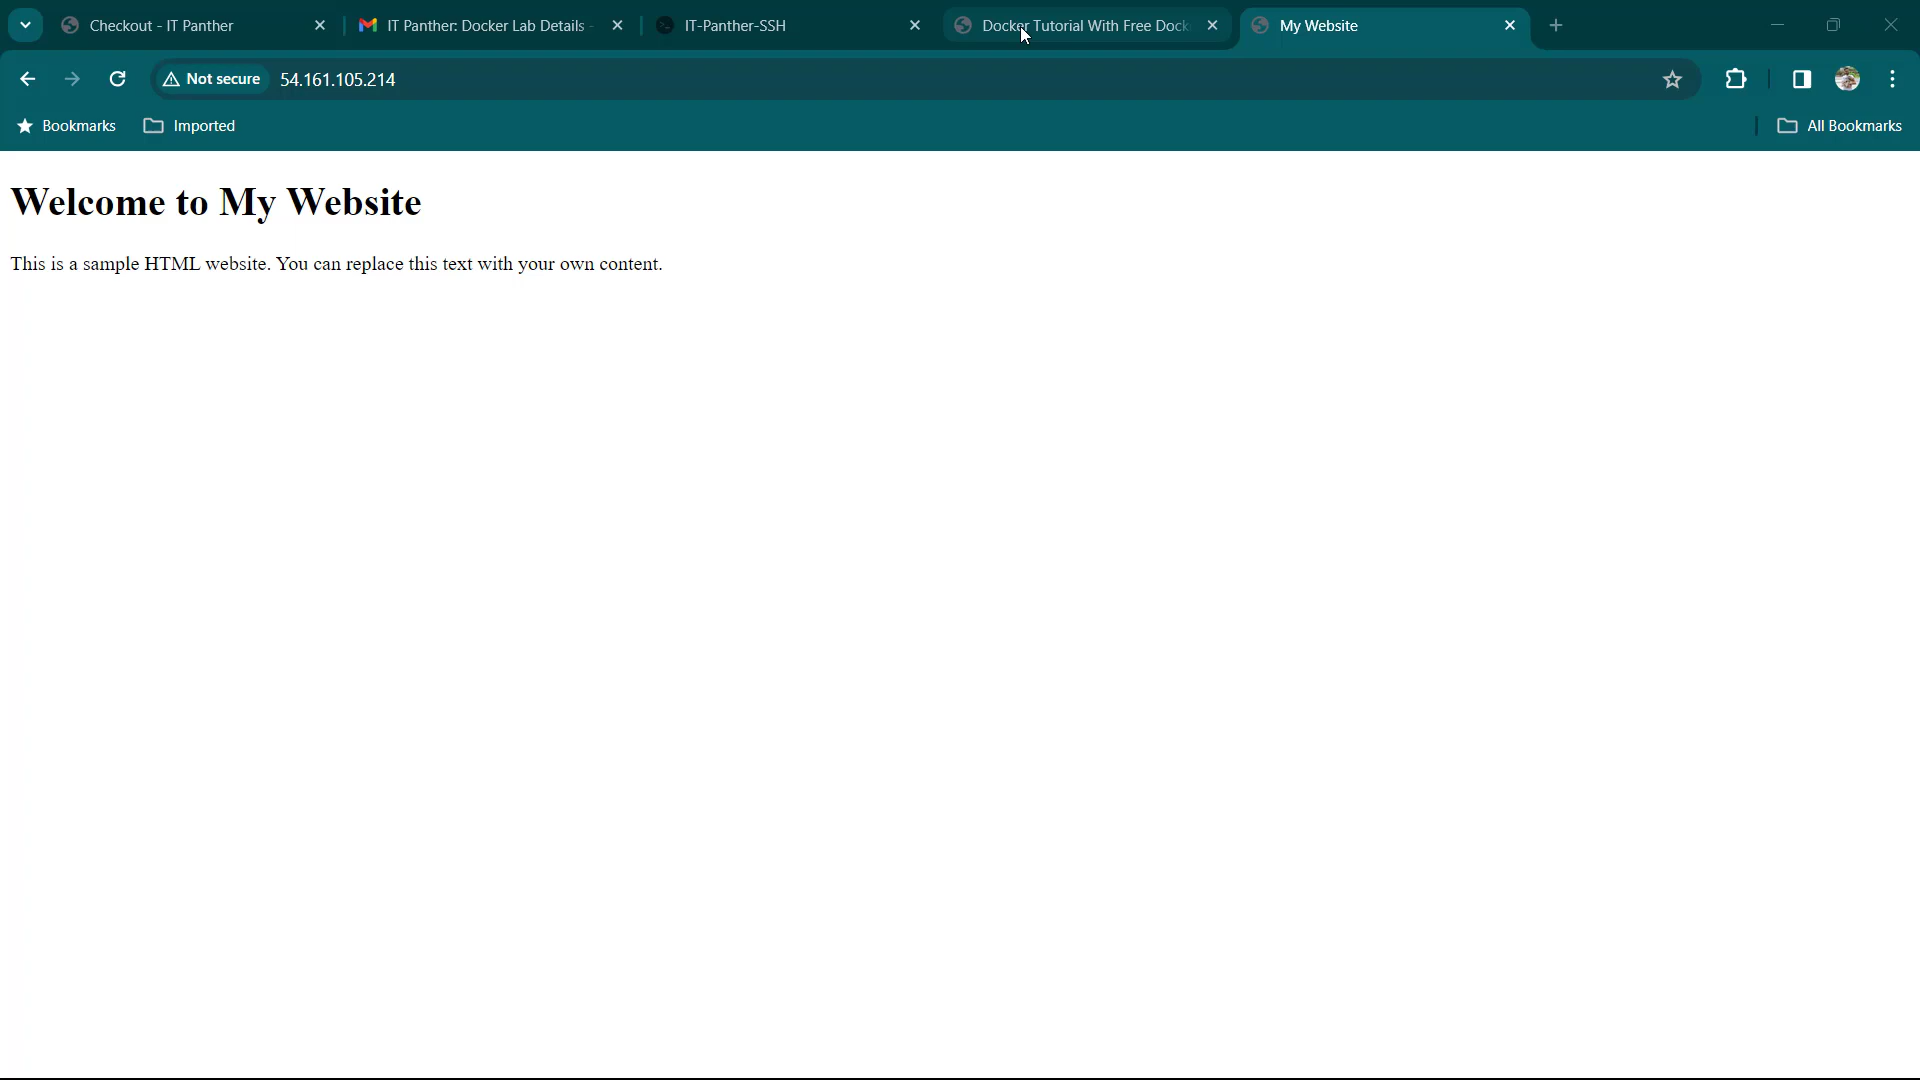 Checkout - IT Panther
IT Panther: Docker Lab Details -
IT-Panther-SSH
Docker Tutorial With Free Dock
My Website
Not secure
54.161.105.214
Bookmarks
Imported
All Bookmarks
Welcome to My Website
This is a sample HTML website. You can replace this text with your own content.